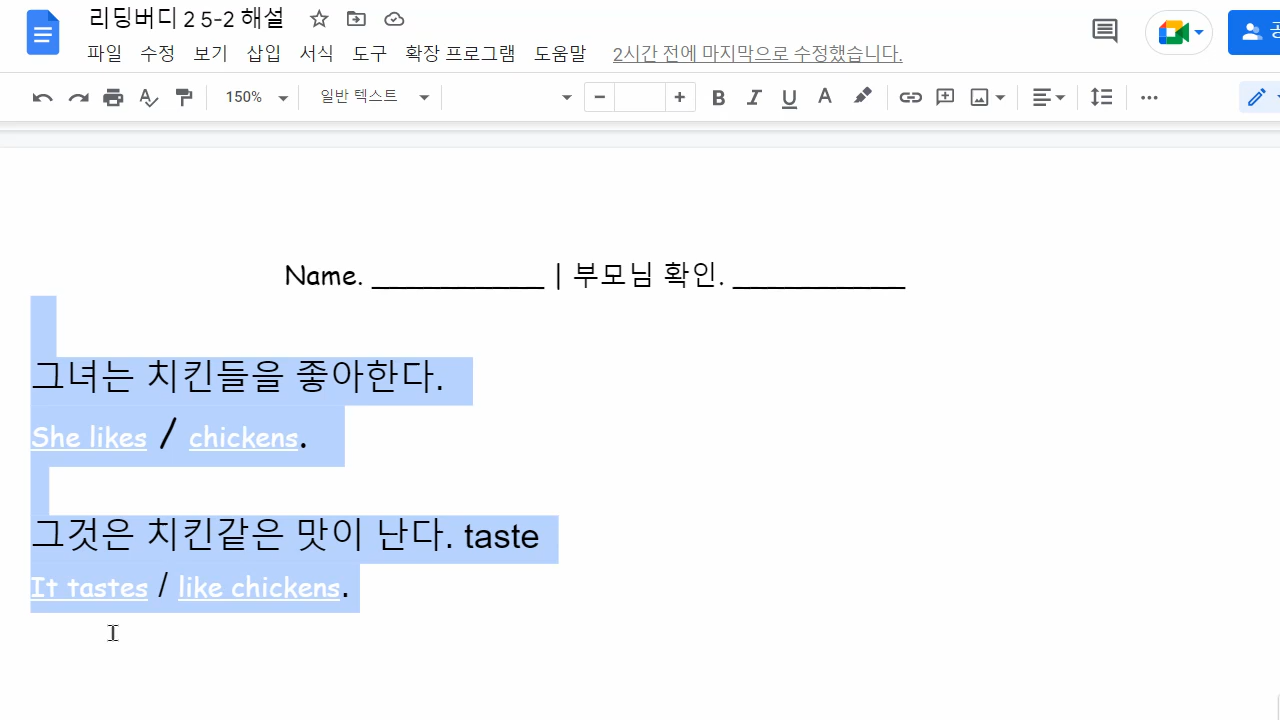 리딩버디 2 5-2 해설
파일 수정 보기 삽입 서식 도구 확장 프로그램 도움말 2시간 전에 마지막으로 수정했습니다.
150% 일반 텍스트
Name. ___________ | 부모님 확인. ___________
그녀는 치킨들을 좋아한다.
She likes / chickens.
그것은 치킨같은 맛이 난다. taste
It tastes / like chickens.